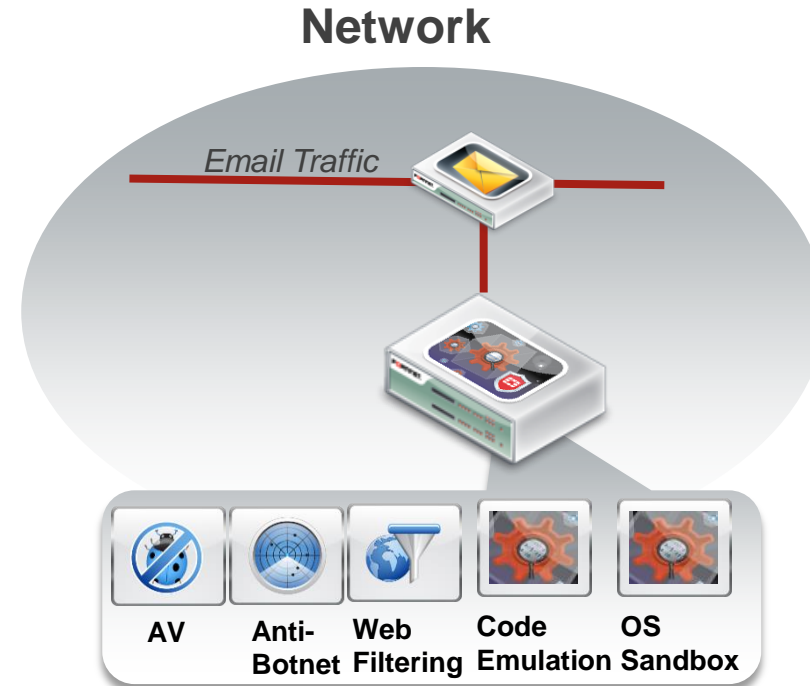 Network
Email Traffic
AV
Anti-
Botnet
Web
Filtering
Code
Emulation
OS
Sandbox